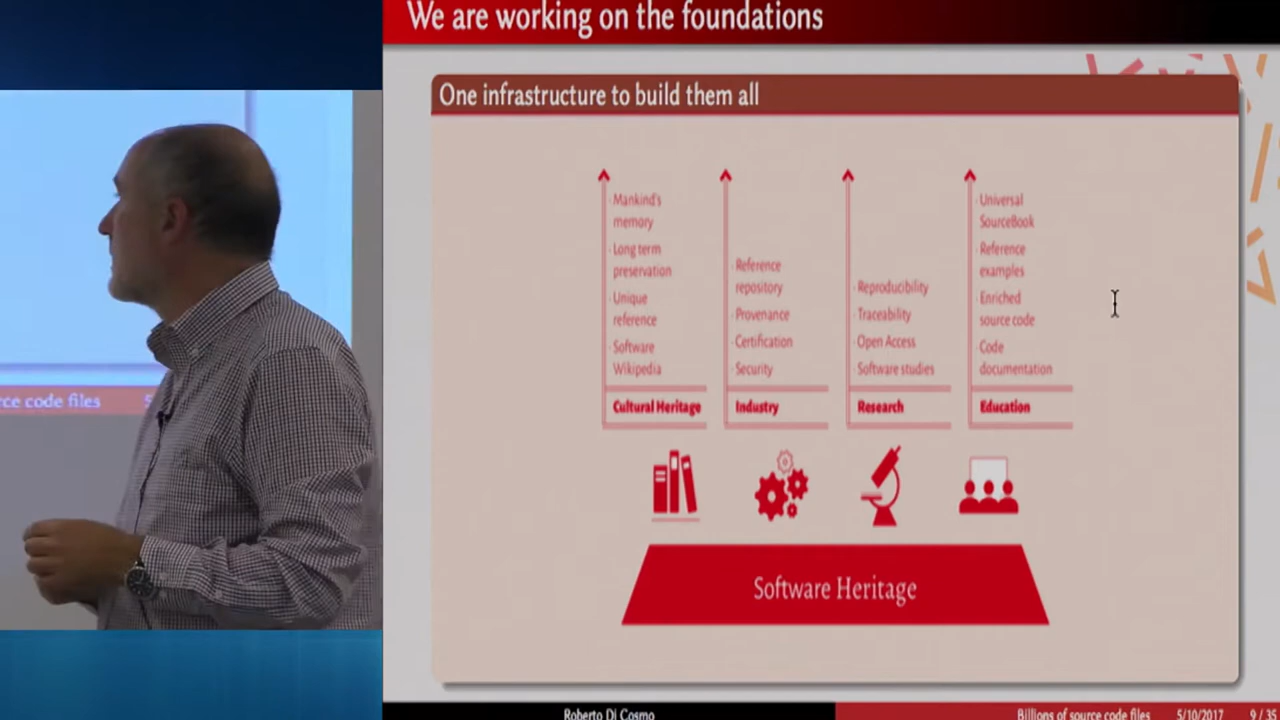 We are working on the foundations
One infrastructure to build them all
Mankind's
memory
Long term
preservation
Unique
reference
Software
Wikipedia
Cultural Heritage
Reference
repository
Provenance
Certification
Security
Industry
Reproducibility
Traceability
Open Access
Software studies
Research
Universal
SourceBook
Reference
examples
Enriched
source code
Code
documentation
Education
Software Heritage
rce code files 5
Roberto Di Cosmo
Billions of source code files 5/10/2017 9 / 35